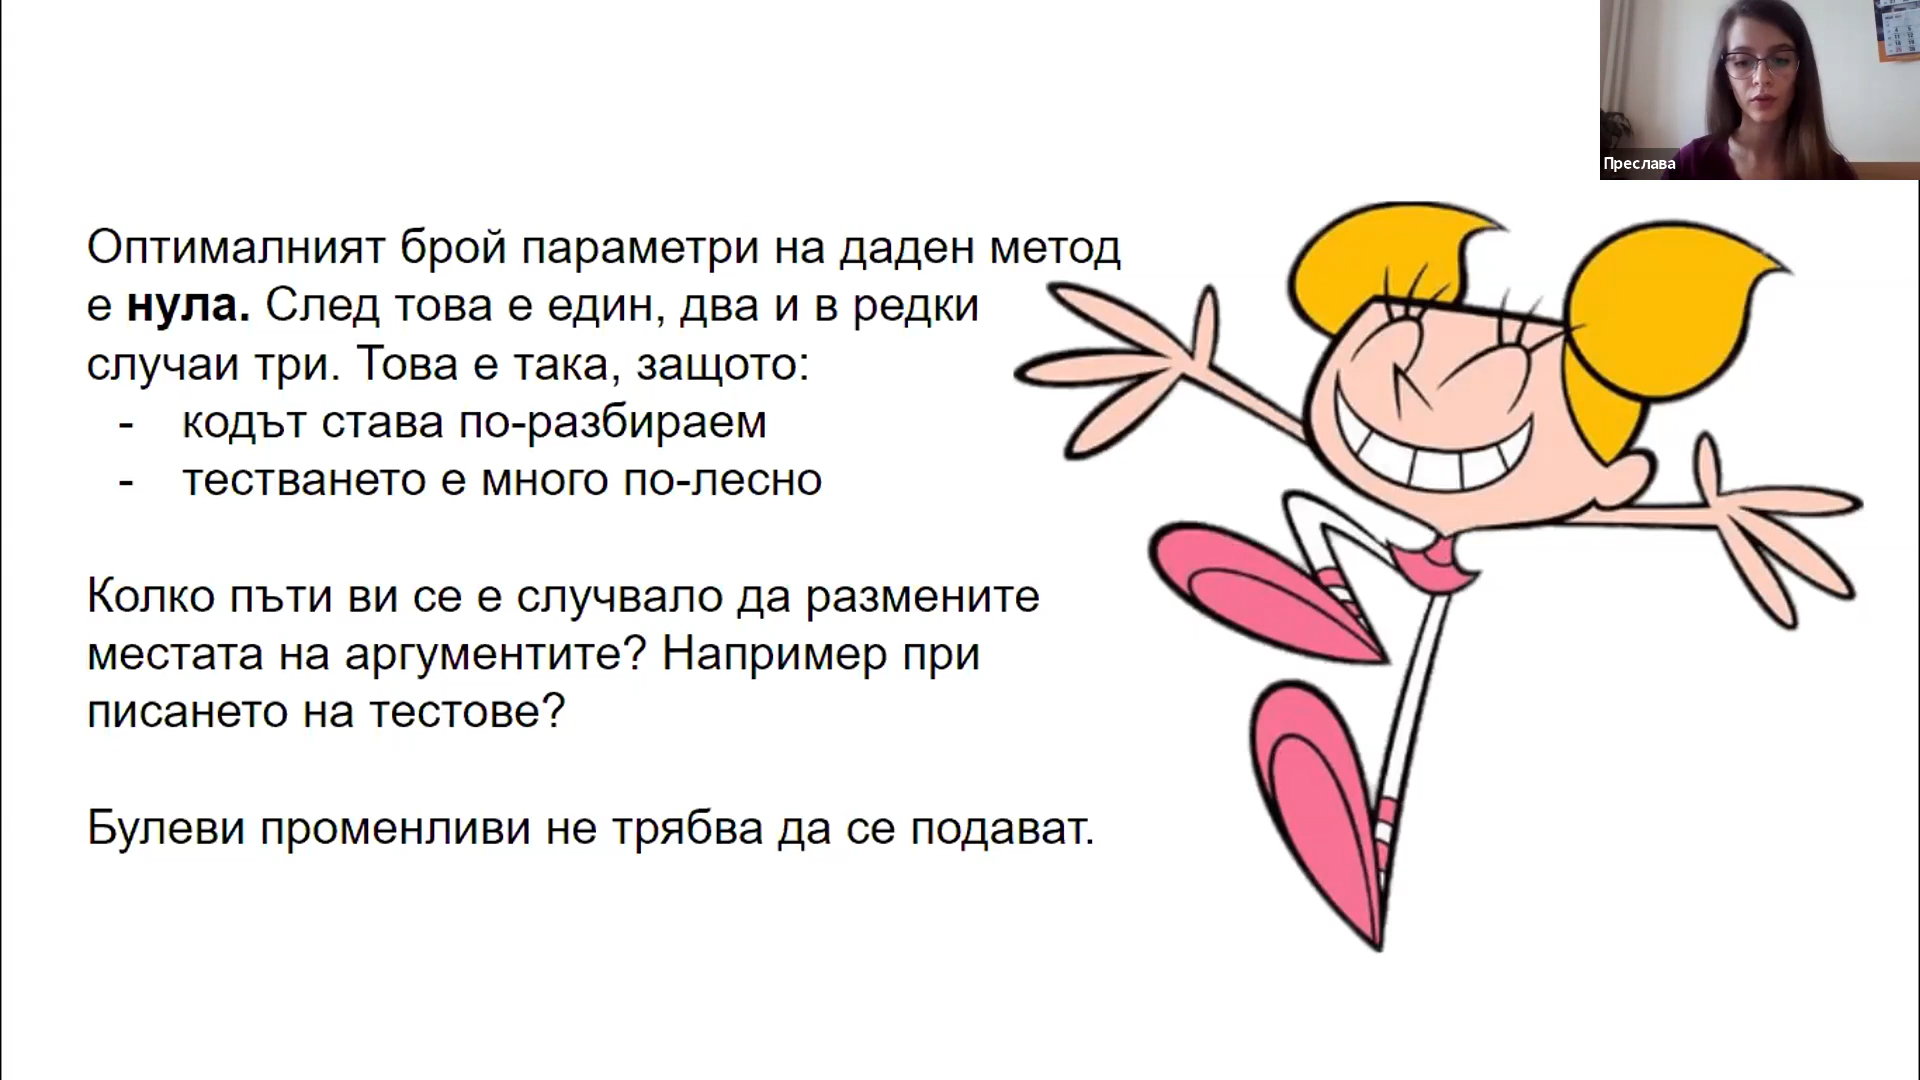 Преслава
Оптималният брой параметри на даден метод
е нула. След това е един, два и в редки
случаи три. Това е така, защото:
- кодът става по-разбираем
- тестването е много по-лесно
Колко пъти ви се е случвало да размените
местата на аргументите? Например при
писането на тестове?
Булеви променливи не трябва да се подават.